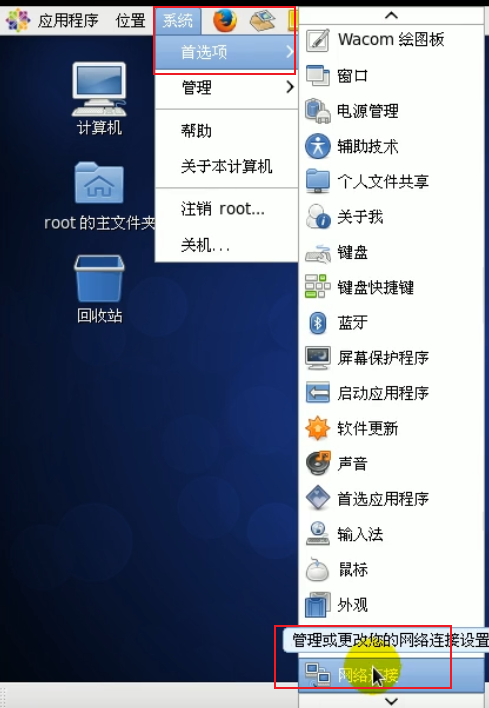 应用程序 位置 系统
首选项
管理
帮助
关于本计算机
注销 root...
关机...
计算机
root 的主文件夹
回收站
Wacom 绘图板
窗口
电源管理
辅助技术
个人文件共享
关于我
键盘
键盘快捷键
蓝牙
屏幕保护程序
启动应用程序
软件更新
声音
首选应用程序
输入法
鼠标
外观
管理或更改您的网络连接设置
网络连接